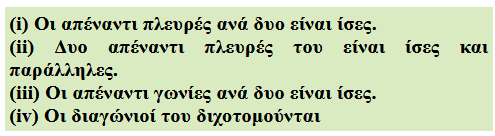 (i) Οι απέναντι πλευρές ανά δυο είναι ίσες.
(ii) Δυο απέναντι πλευρές του είναι ίσες και
παράλληλες.
(iii) Οι απέναντι γωνίες ανά δυο είναι ίσες.
(iv) Οι διαγώνιοί του διχοτομούνται